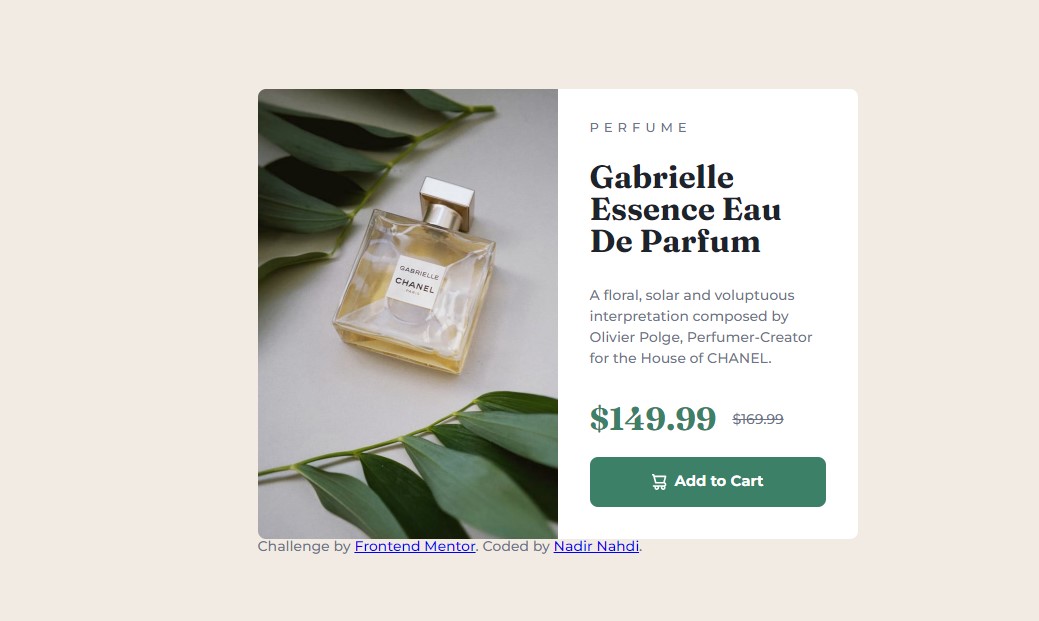 PERFUME
Gabrielle
Essence Eau
De Parfum
GABRIELLE
CHANEL
PARIS
A floral, solar and voluptuous
interpretation composed by
Olivier Polge, Perfumer-Creator
for the House of CHANEL.
$149.99 $169.99
Add to Cart
Challenge by Frontend Mentor. Coded by Nadir Nahdi.